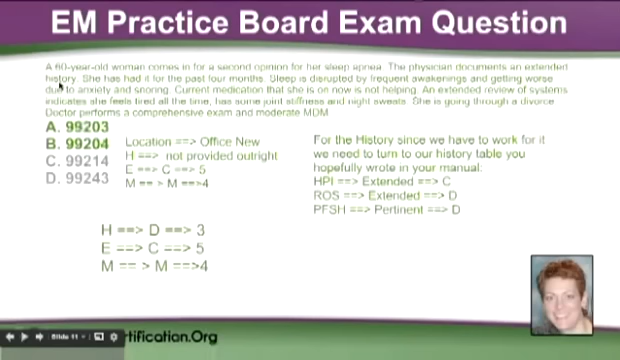 EM Practice Board Exam Question
A 60-year-old woman comes in for a second opinion for her sleep apnea. The physician documents an extended
history. She has had it for the past four months. Sleep is disrupted by frequent awakenings and getting worse
due to anxiety and snoring. Current medication that she is on now is not helping. An extended review of systems
indicates she feels tired all the time, has some joint stiffness and night sweats. She is going through a divorce
Doctor performs a comprehensive exam and moderate MDM
A. 99203
B. 99204
C. 99214
D. 99243
Location ==> Office New
H ==> not provided outright
E ==> C ==> 5
M == > M ==>4
For the History since we have to work for it
we need to turn to our history table you
hopefully wrote in your manual:
HPI ==> Extended ==> C
ROS ==> Extended ==> D
PFSH ==> Pertinent ==> D
H ==> D ==> 3
E ==> C ==> 5
M == > M ==>4
Slide 11
tification.Org